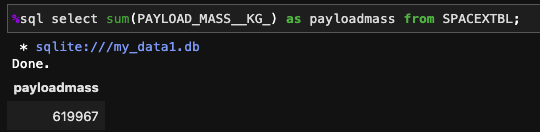 %sql select sum(PAYLOAD_MASS__KG_) as payloadmass from SPACEXTBL;
* sqlite:///my_data1.db
Done.
payloadmass
619967